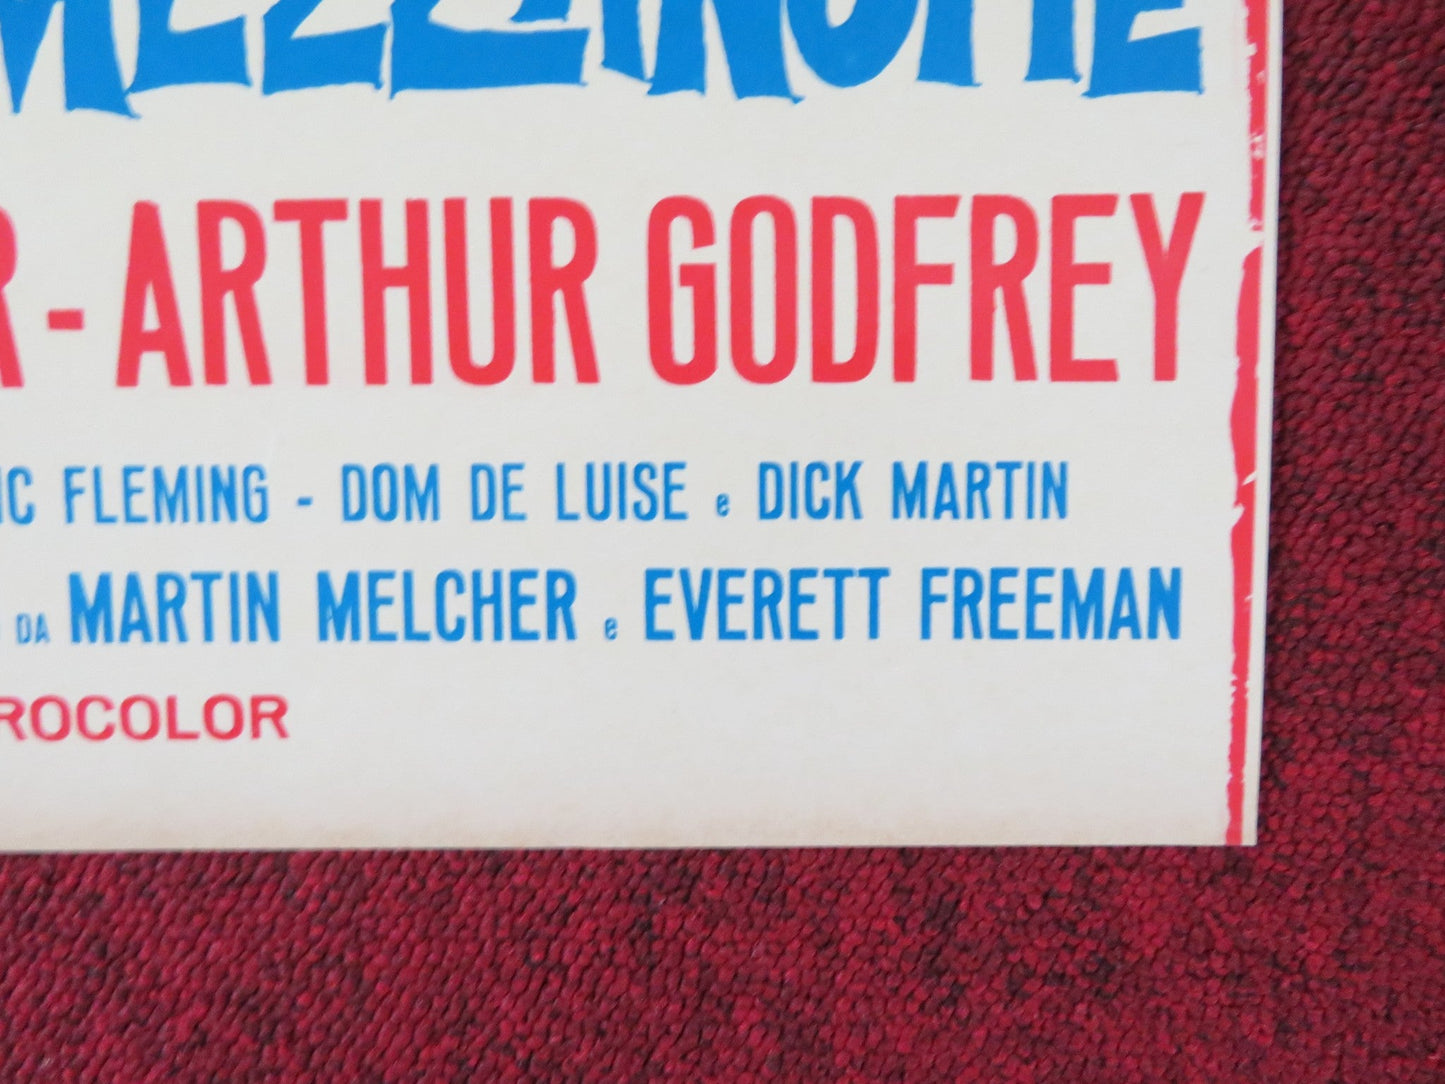 MEZZANOTTE
R - ARTHUR GODFREY
IC FLEMING - DOM DE LUISE e DICK MARTIN
DA MARTIN MELCHER e EVERETT FREEMAN
ROCOLOR